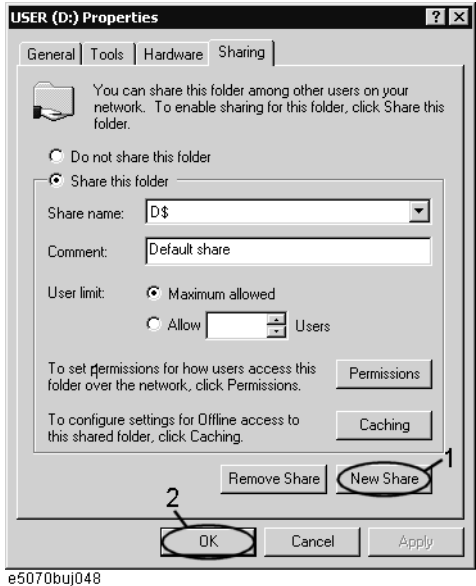 USER (D:) Properties
General Tools Hardware Sharing
You can share this folder among other users on your
network. To enable sharing for this folder, click Share this
folder.
Do not share this folder
Share this folder
Share name: D$
Comment: Default share
User limit: Maximum allowed
Allow Users
To set permissions for how users access this
folder over the network, click Permissions.
Permissions
To configure settings for Offline access to
this shared folder, click Caching.
Caching
1
Remove Share New Share
2
OK Cancel Apply
e5070buj048